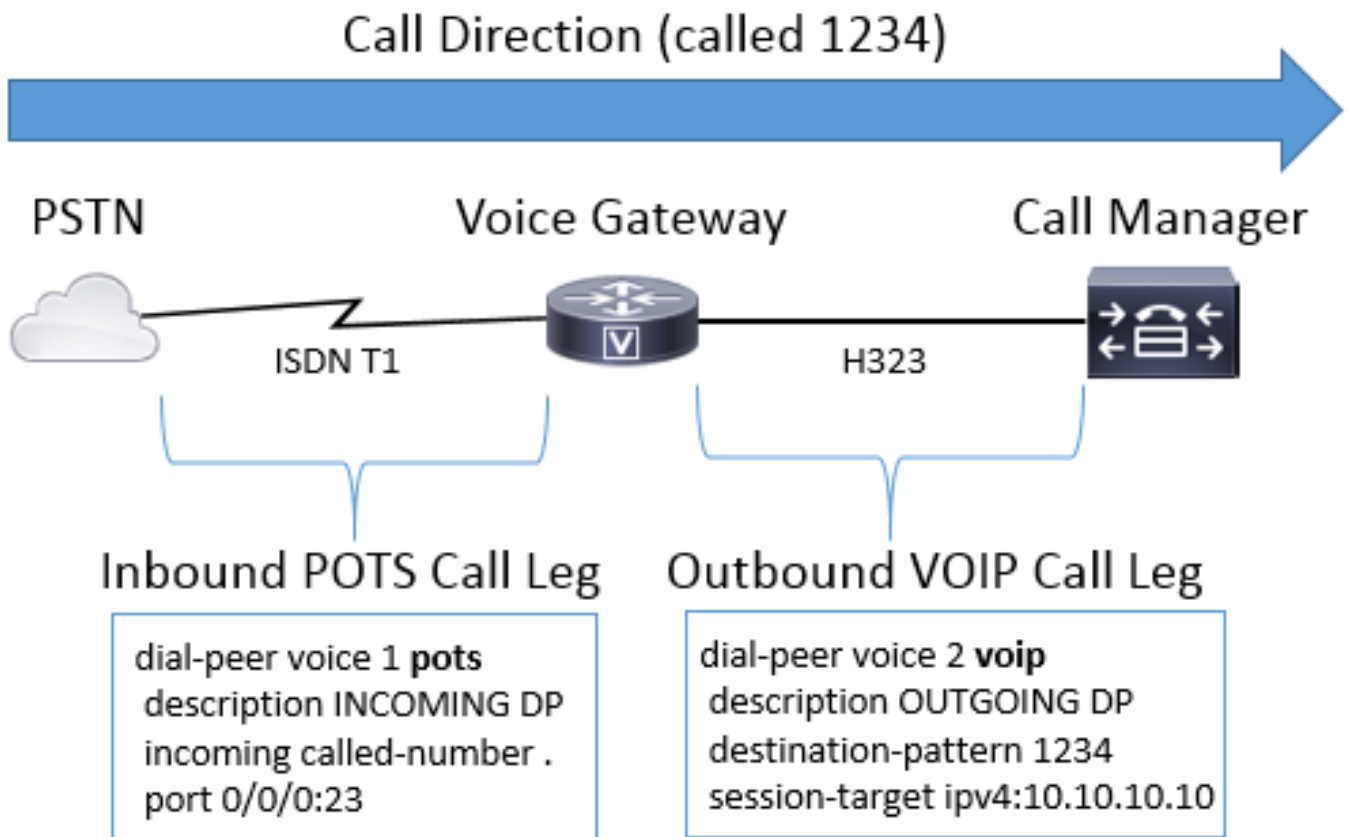 Call Direction (called 1234)
PSTN
Voice Gateway
Call Manager
V
ISDN T1
H323
Inbound POTS Call Leg
dial-peer voice 1 pots
description INCOMING DP
incoming called-number .
port 0/0/0:23
Outbound VOIP Call Leg
dial-peer voice 2 voip
description OUTGOING DP
destination-pattern 1234
session-target ipv4:10.10.10.10